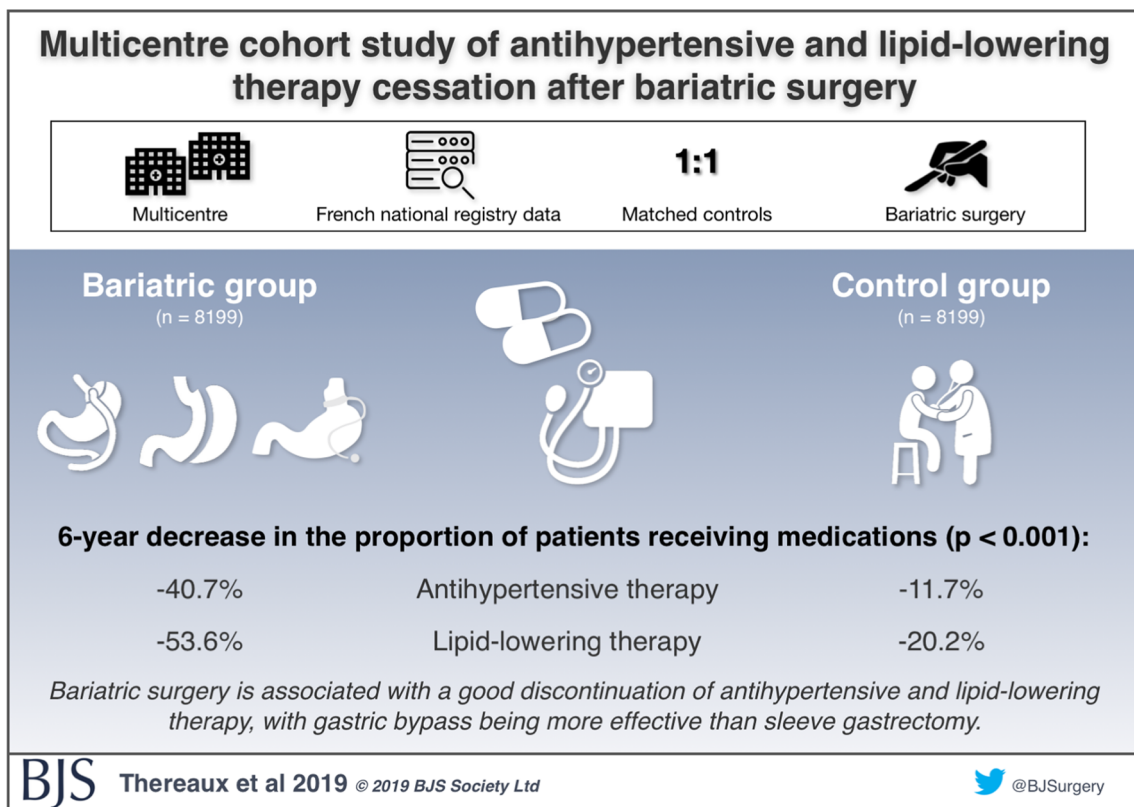 Multicentre cohort study of antihypertensive and lipid-lowering
therapy cessation after bariatric surgery
1:1
Multicentre
French national registry data
Matched controls
Bariatric surgery
Bariatric group
(n = 8199)
Control group
(n = 8199)
6-year decrease in the proportion of patients receiving medications (p < 0.001):
-40.7% Antihypertensive therapy -11.7%
-53.6% Lipid-lowering therapy -20.2%
Bariatric surgery is associated with a good discontinuation of antihypertensive and lipid-lowering
therapy, with gastric bypass being more effective than sleeve gastrectomy.
BJS Thereaux et al 2019 © 2019 BJS Society Ltd
@BJSurgery